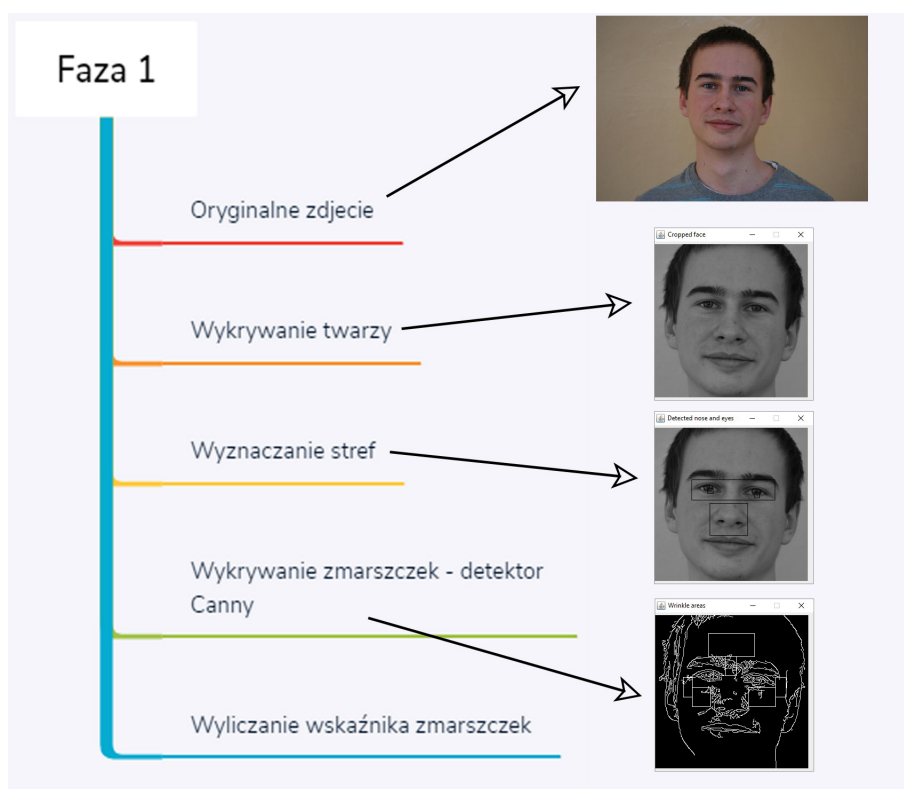 Faza 1
Oryginalne zdjecie
Wykrywanie twarzy
Wyznaczanie stref
Wykrywanie zmarszczek - detektor
Canny
Wyliczanie wskaźnika zmarszczek
Cropped face
Detected nose and eyes
Wrinkle areas